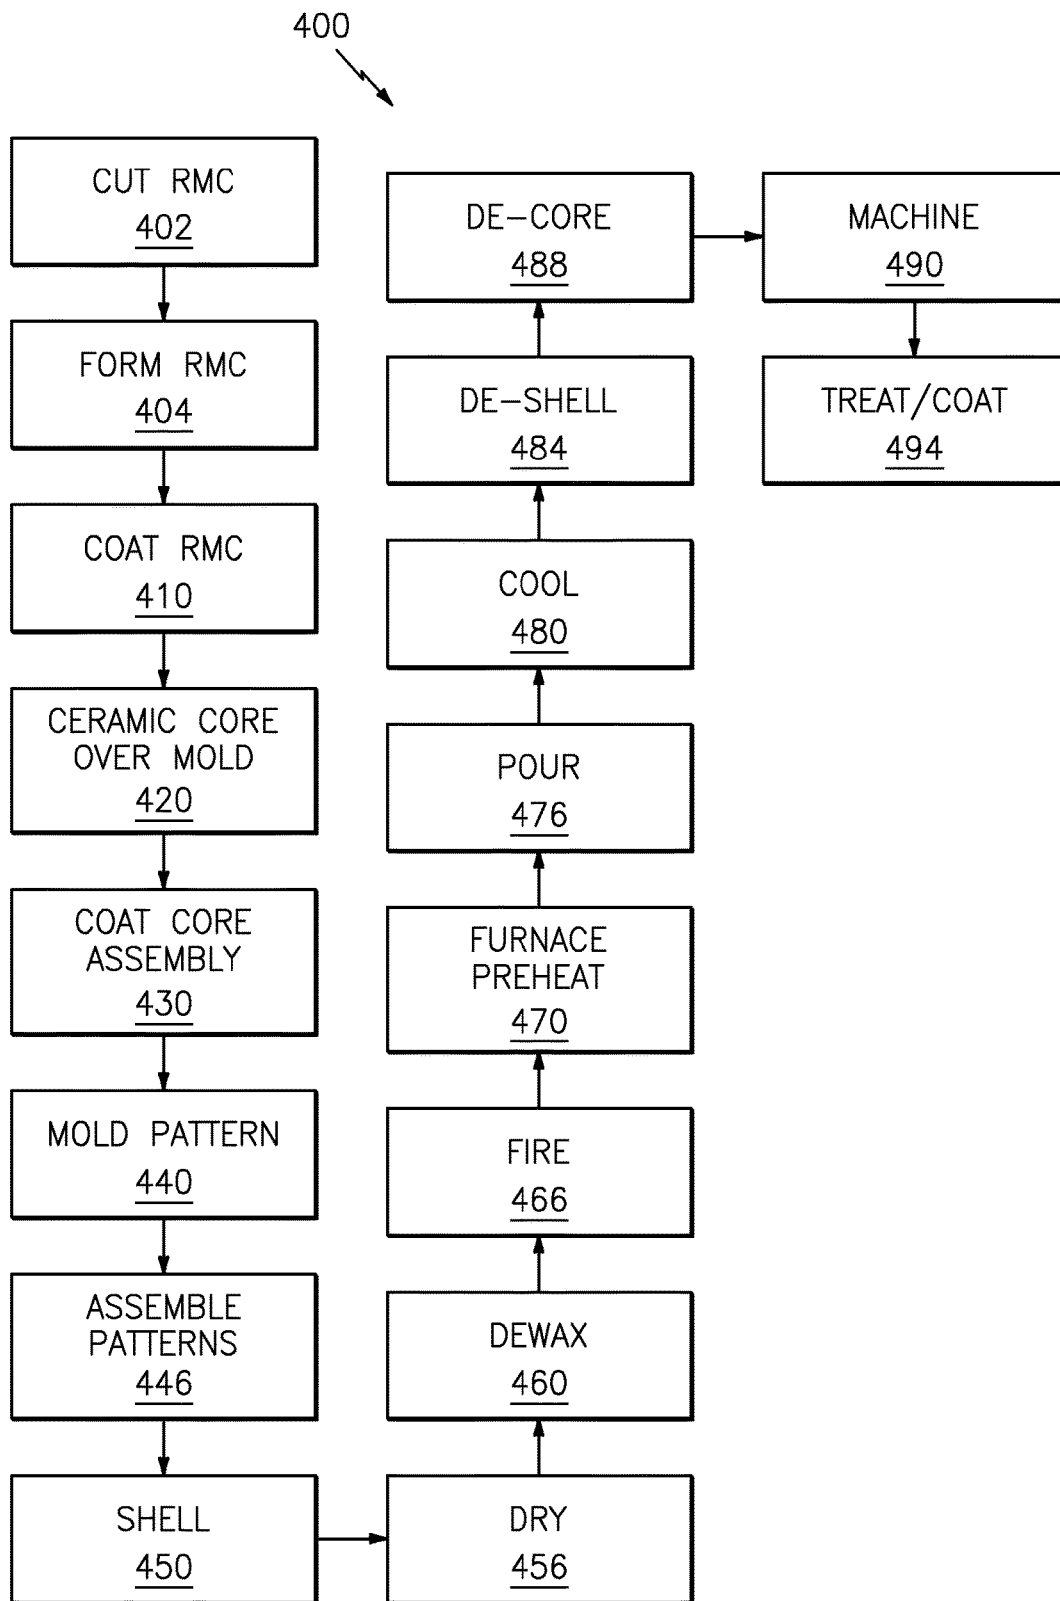 400
CUT RMC
402
FORM RMC
404
COAT RMC
410
CERAMIC CORE
OVER MOLD
420
COAT CORE
ASSEMBLY
430
MOLD PATTERN
440
ASSEMBLE
PATTERNS
446
SHELL
450
DRY
456
DEWAX
460
FIRE
466
FURNACE
PREHEAT
470
POUR
476
COOL
480
DE-SHELL
484
DE-CORE
488
MACHINE
490
TREAT/COAT
494